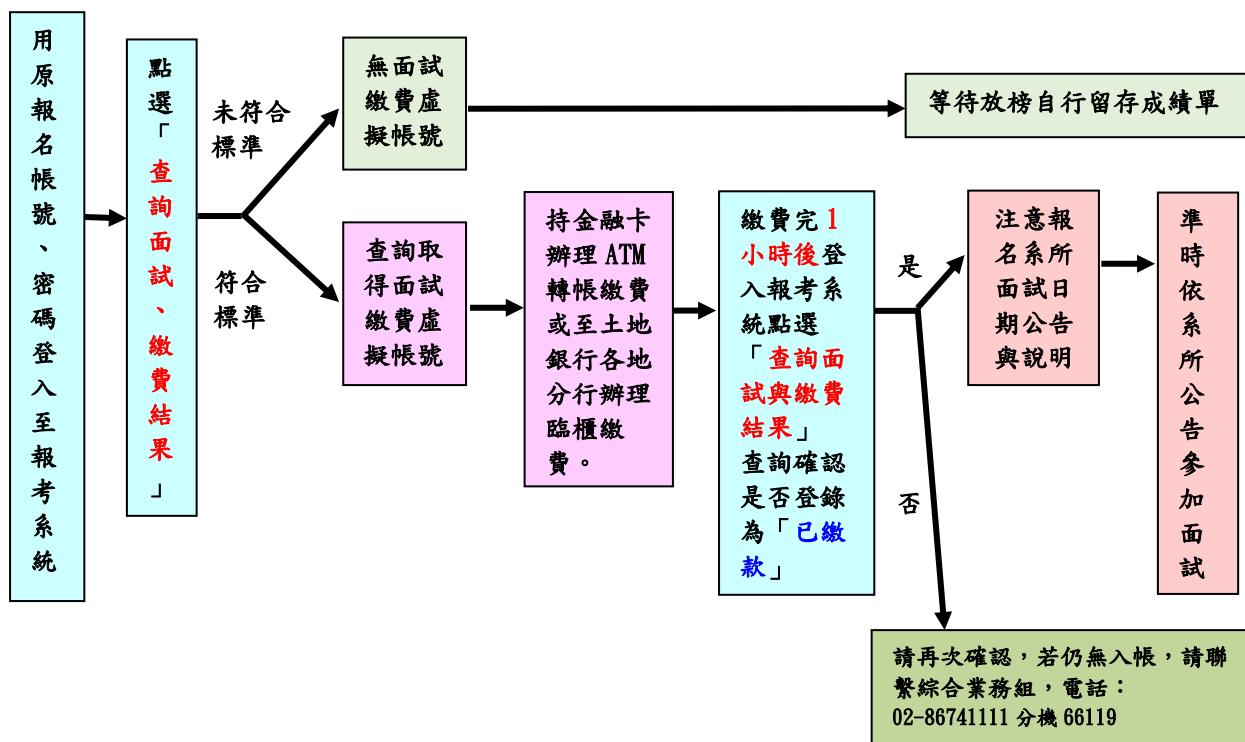 用原報名帳號、密碼登入至報考系統
點選「查詢面試、繳費結果」
未符合
標準
符合
標準
無面試
繳費虛
擬帳號
等待放榜自行留存成績單
查詢取
得面試
繳費虛
擬帳號
持金融卡
辦理 ATM
轉帳繳費
或至土地
銀行各地
分行辦理
臨櫃繳
費。
繳費完 1
小時後登
入報考系
統點選
「查詢面
試與繳費
結果」
查詢確認
是否登錄
為「已繳
款」
是
否
注意報
名系所
面試日
期公告
與說明
準時依系所公告參加面試
請再次確認，若仍無入帳，請聯
繫綜合業務組，電話：
02-86741111 分機 66119